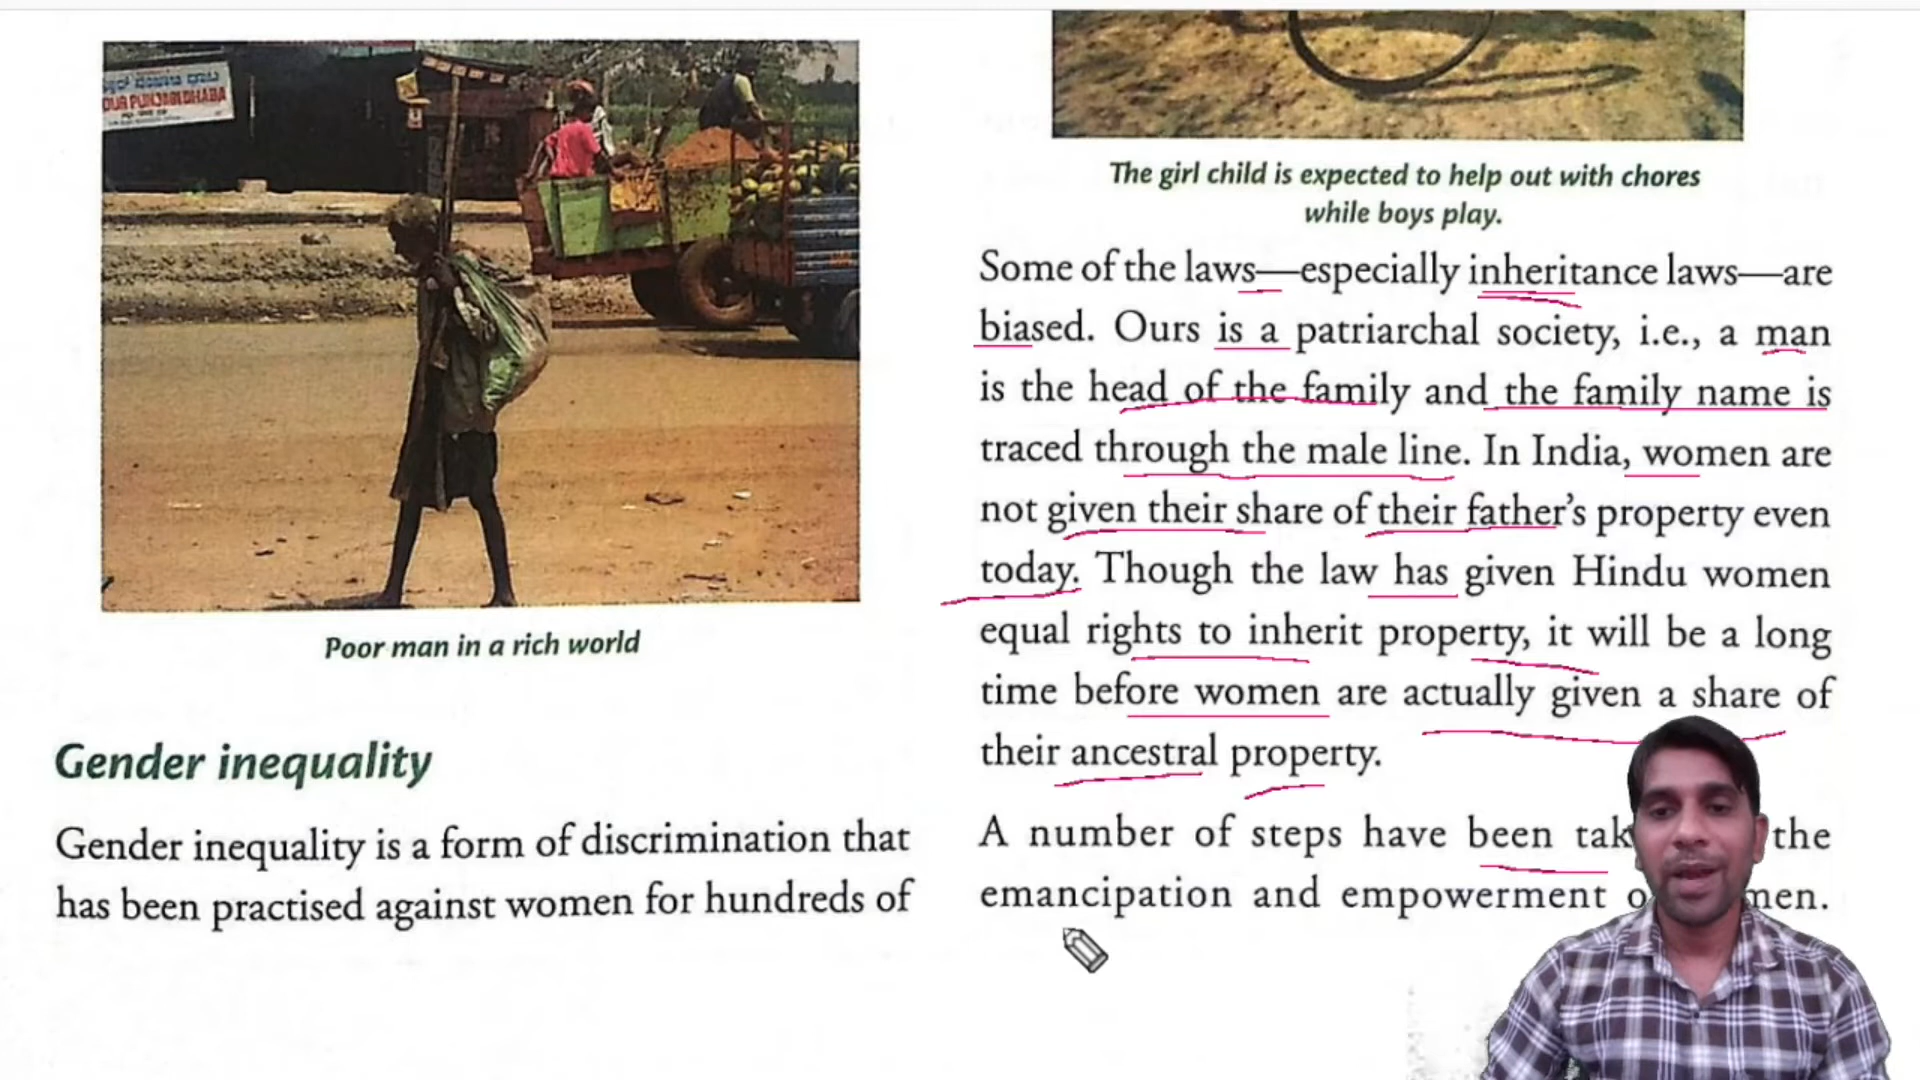 OUR PUNJABI DHABA
Poor man in a rich world
Gender inequality
Gender inequality is a form of discrimination that
has been practised against women for hundreds of
The girl child is expected to help out with chores
while boys play.
Some of the laws—especially inheritance laws—are
biased. Ours is a patriarchal society, i.e., a man
is the head of the family and the family name is
traced through the male line. In India, women are
not given their share of their father's property even
today. Though the law has given Hindu women
equal rights to inherit property, it will be a long
time before women are actually given a share of
their ancestral property.
A number of steps have been tak the
emancipation and empowerment o men.